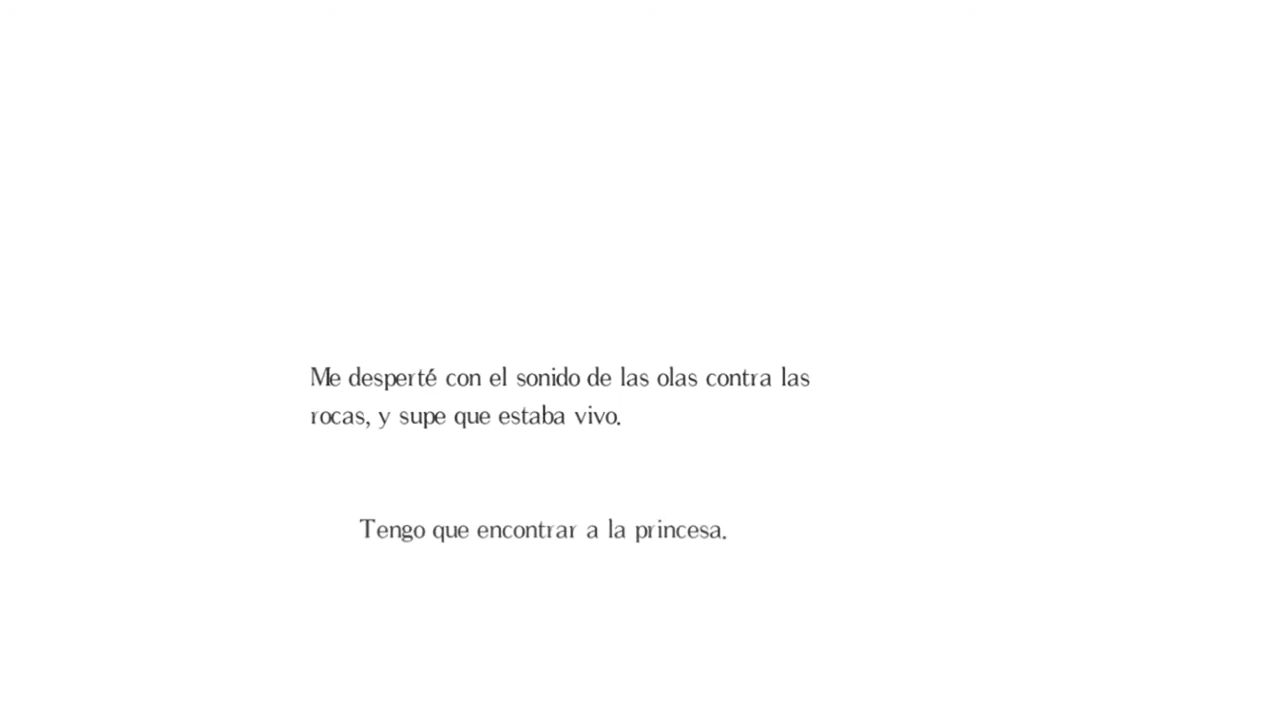 Me desperté con el sonido de las olas contra las
rocas, y supe que estaba vivo.
Tengo que encontrar a la princesa.